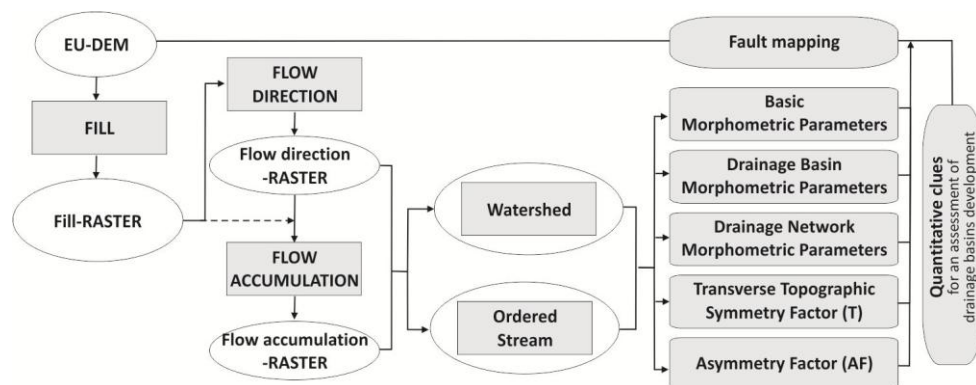 EU-DEM
FILL
Fill-RASTER
FLOW
DIRECTION
Flow direction
-RASTER
FLOW
ACCUMULATION
Flow accumulation
-RASTER
Watershed
Ordered
Stream
Fault mapping
Basic
Morphometric Parameters
Drainage Basin
Morphometric Parameters
Drainage Network
Morphometric Parameters
Transverse Topographic
Symmetry Factor (T)
Asymmetry Factor (AF)
Quantitative clues
for an assessment of
drainage basins development